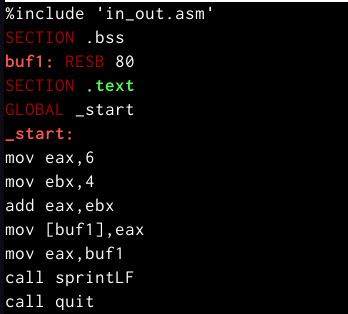 %include 'in_out.asm'
SECTION .bss
buf1: RESB 80
SECTION .text
GLOBAL _start
_start:
mov eax,6
mov ebx,4
add eax,ebx
mov [buf1],eax
mov eax,buf1
call sprintLF
call quit